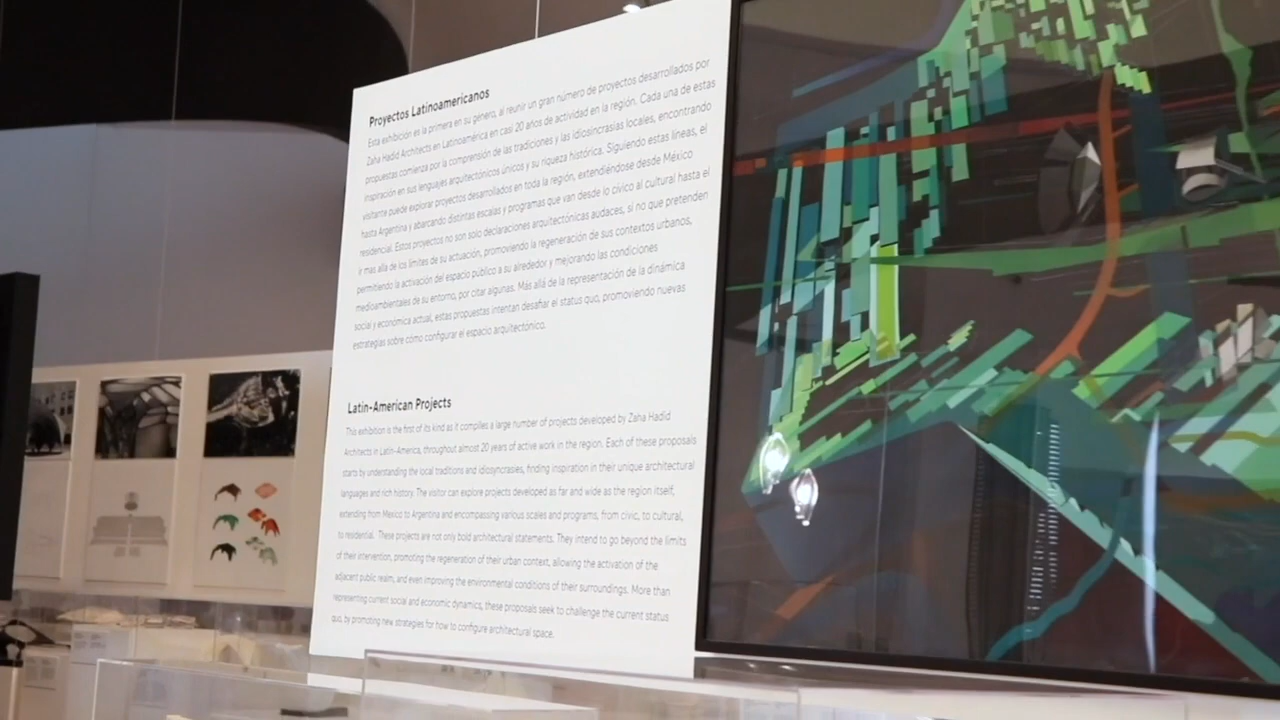 Proyectos Latinoamericanos
Esta exhibición es la primera en su género, al reunir un gran número de proyectos desarrollados por
Zaha Hadid Architects en Latinoamérica en casi 20 años de actividad en la región. Cada una de estas
propuestas comienza por la comprensión de las tradiciones y las idiosincrasias locales, encontrando
inspiración en sus lenguajes arquitectónicos únicos y su riqueza histórica. Siguiendo estas líneas, el
visitante puede explorar proyectos desarrollados en toda la región, extendiéndose desde México
hasta Argentina y abarcando distintas escalas y programas que van desde lo cívico al cultural hasta el
residencial. Estos proyectos no son solo declaraciones arquitectónicas audaces, si no que pretenden
ir mas alla de los límites de su actuación, promoviendo la regeneración de sus contextos urbanos,
permitiendo la activación del espacio público a su alrededor y mejorando las condiciones
medioambientales de su entorno, por citar algunas. Más allá de la representación de la dinámica
social y económica actual, estas propuestas intentan desafiar el status quo, promoviendo nuevas
estrategias sobre cómo configurar el espacio arquitectónico.
Latin-American Projects
This exhibition is the first of its kind as it compiles a large number of projects developed by Zaha Hadid
Architects in Latin-America, throughout almost 20 years of active work in the region. Each of these proposals
starts by understanding the local traditions and idiosyncrasies, finding inspiration in their unique architectural
languages and rich history. The visitor can explore projects developed as far and wide as the region itself,
extending from Mexico to Argentina and encompassing various scales and programs, from civic, to cultural,
to residential. These projects are not only bold architectural statements. They intend to go beyond the limits
of their intervention, promoting the regeneration of their urban context, allowing the activation of the
adjacent public realm, and even improving the environmental conditions of their surroundings. More than
representing current social and economic dynamics, these proposals seek to challenge the current status
quo, by promoting new strategies for how to configure architectural space.